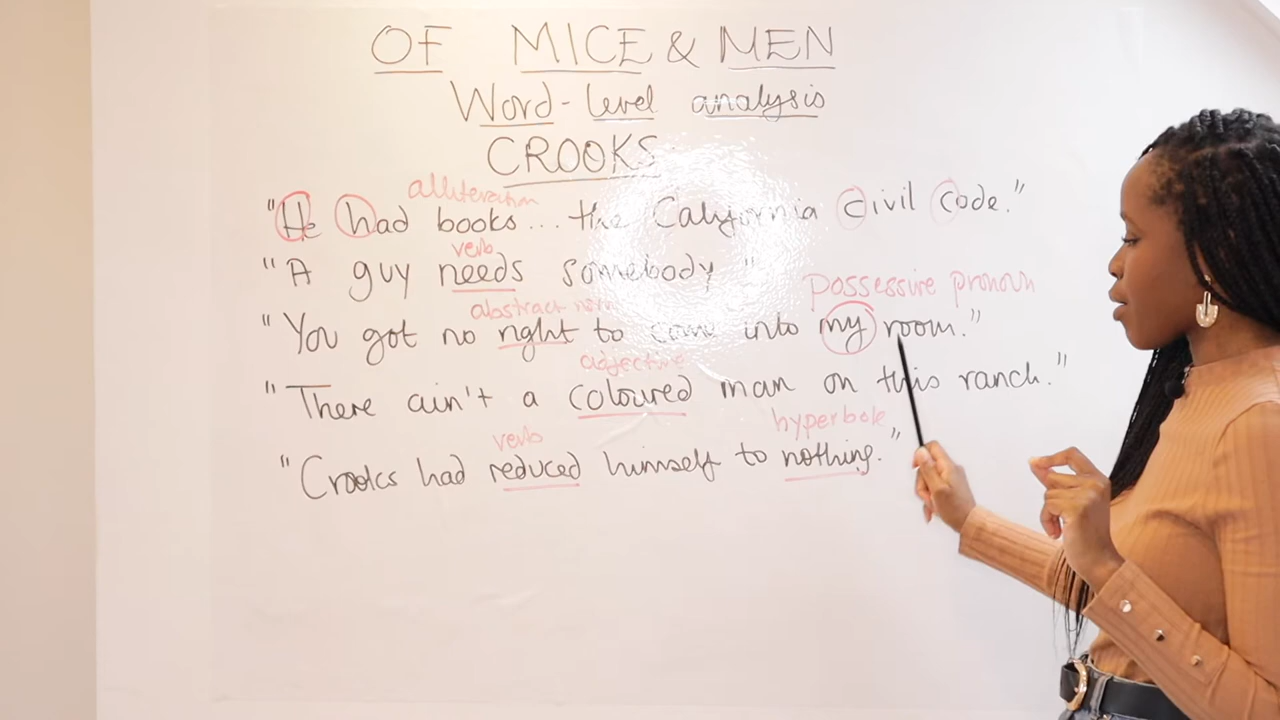 OF MICE & MEN
Word-level analysis
CROOKS
alliteration
"He had books... the California civil code."
verb
"A guy needs somebody"
abstract noun possessive pronoun
"You got no right to come into my room."
adjective
"There ain't a coloured man on this ranch."
verb hyperbole
"Crooks had reduced himself to nothing."